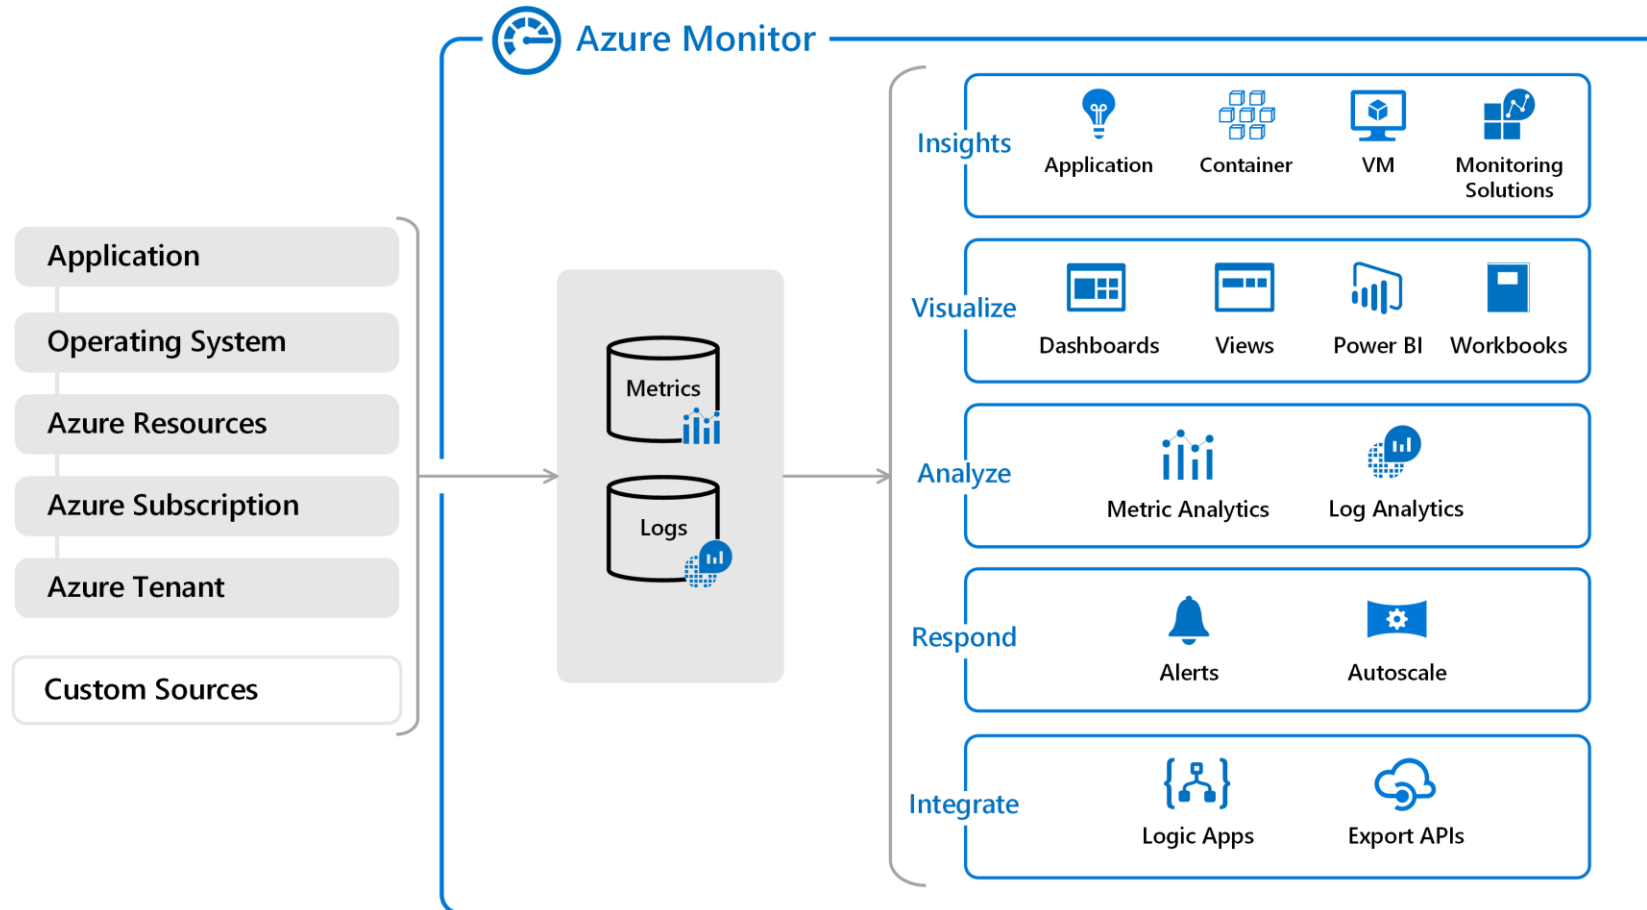 Azure Monitor
Application
Operating System
Azure Resources
Azure Subscription
Azure Tenant
Custom Sources
Metrics
Logs
Insights
Application
Container
VM
Monitoring
Solutions
Visualize
Dashboards
Views
Power BI
Workbooks
Analyze
Metric Analytics
Log Analytics
Respond
Alerts
Autoscale
Integrate
Logic Apps
Export APIs